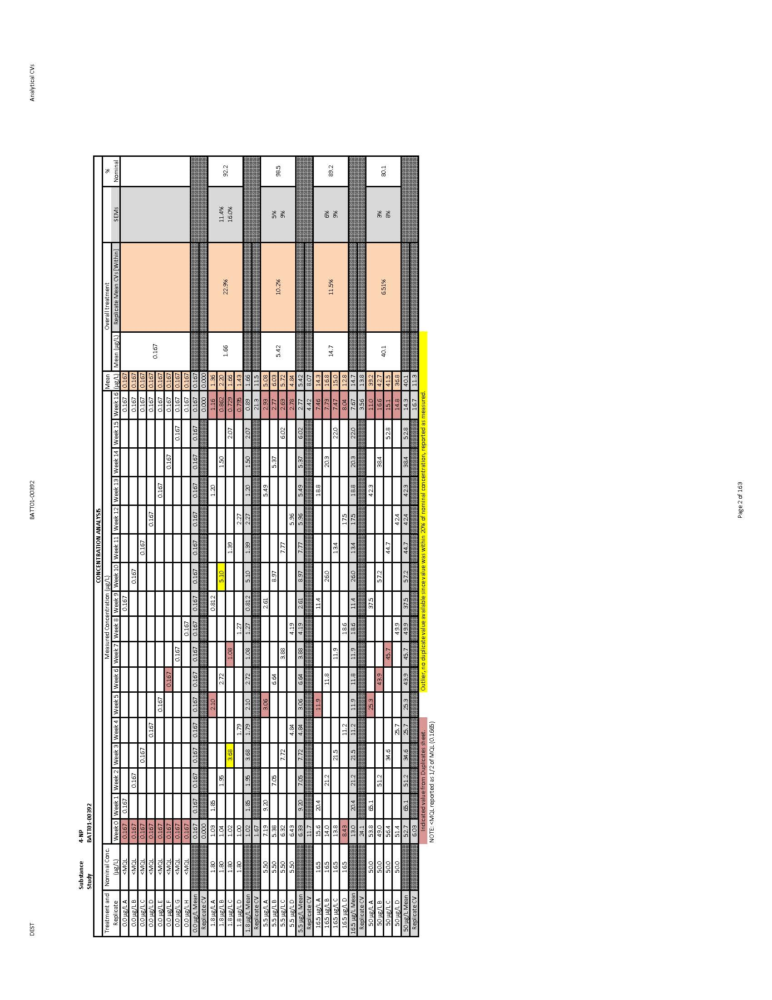 DEST BATT01-00392 Analytical CVs
Substance 4-NP
Study BATT01-00392
CONCENTRATION ANALYSIS
Treatment and Nominal Conc. Measured Concentration (µg/L) Mean Overall treatment %
Replicate (µg/L) Week 0 Week 1 Week 2 Week 3 Week 4 Week 5 Week 6 Week 7 Week 8 Week 9 Week 10 Week 11 Week 12 Week 13 Week 14 Week 15 Week 16 (µg/L) Mean (µg/L) Replicate Mean CVs [Within] SEMs Nominal
0.0 µg/L A <MQL 0.167 0.167 0.167 0.167 0.167
0.0 µg/L B <MQL 0.167 0.167 0.167 0.167 0.167
0.0 µg/L C <MQL 0.167 0.167 0.167 0.167 0.167
0.0 µg/L D <MQL 0.167 0.167 0.167 0.167 0.167
0.167
0.0 µg/L E <MQL 0.167 0.167 0.167 0.167 0.167
0.0 µg/L F <MQL 0.167 0.167 0.167 0.167 0.167
0.0 µg/L G <MQL 0.167 0.167 0.167 0.167 0.167
0.0 µg/L H <MQL 0.167 0.167 0.167 0.167
0.0 µg/L Mean 0.167 0.167 0.167 0.167 0.167 0.167 0.167 0.167 0.167 0.167 0.167 0.167 0.167 0.167 0.167 0.167 0.167 0.167
Replicate CV 0.000 0.000 0.000
1.8 µg/L A 1.80 1.03 1.85 2.10 0.812 1.20 1.16 1.36
1.8 µg/L B 1.80 1.04 1.95 2.72 5.10 1.50 0.862 2.20 11.4%
1.66 22.9% 92.2
1.8 µg/L C 1.80 1.02 3.68 1.08 1.39 2.07 0.729 1.66 16.0%
1.8 µg/L D 1.80 1.00 1.79 1.27 2.27 0.795 1.43
1.8 µg/L Mean 1.02 1.85 1.95 3.68 1.79 2.10 2.72 1.08 1.27 0.812 5.10 1.39 2.27 1.20 1.50 2.07 0.89 1.66
Replicate CV 1.67 21.3 11.5
5.5 µg/L A 5.50 7.19 9.20 3.06 2.61 5.49 2.93 5.08
5.5 µg/L B 5.50 5.38 7.05 6.64 8.97 5.37 2.77 6.03 5%
5.42 10.2% 98.5
5.5 µg/L C 5.50 6.32 7.72 3.88 7.77 6.02 2.63 5.72 9%
5.5 µg/L D 5.50 6.43 4.84 4.19 5.96 2.78 4.84
5.5 µg/L Mean 6.33 9.20 7.05 7.72 4.84 3.06 6.64 3.88 4.19 2.61 8.97 7.77 5.96 5.49 5.37 6.02 2.77 5.42
Replicate CV 11.7 4.42 8.07
16.5 µg/L A 16.5 15.6 20.4 11.9 11.4 18.8 7.46 14.3
16.5 µg/L B 16.5 14.0 21.2 11.8 26.0 20.3 7.73 16.8 6%
14.7 11.5% 89.2
16.5 µg/L C 16.5 13.8 21.5 11.9 13.4 22.0 7.47 15.0 9%
16.5 µg/L D 16.5 8.43 11.2 18.6 17.5 8.04 12.8
16.5 µg/L Mean 13.0 20.4 21.2 21.5 11.2 11.9 11.8 11.9 18.6 11.4 26.0 13.4 17.5 18.8 20.3 22.0 7.67 14.7
Replicate CV 24.1 3.56 13.8
50 µg/L A 50.0 53.8 65.1 25.3 37.5 42.3 11.0 39.2
50 µg/L B 50.0 49.0 51.2 43.9 57.2 38.4 16.6 42.7 3%
40.1 6.51% 80.1
50 µg/L C 50.0 56.4 34.6 45.7 44.7 52.8 15.1 41.5 8%
50 µg/L D 50.0 51.4 25.7 49.9 42.4 14.8 36.8
50 µg/L Mean 52.7 65.1 51.2 34.6 25.7 25.3 43.9 45.7 49.9 37.5 57.2 44.7 42.4 42.3 38.4 52.8 14.3 40.1
Replicate CV 6.03 16.7 11.3
Indicated value from Duplicates sheet. Outlier, no duplicate value available since value was within 20% of nominal concentration, reported as measured.
NOTE: <MQL reported as 1/2 of MQL (0.1665)
Page 2 of 163